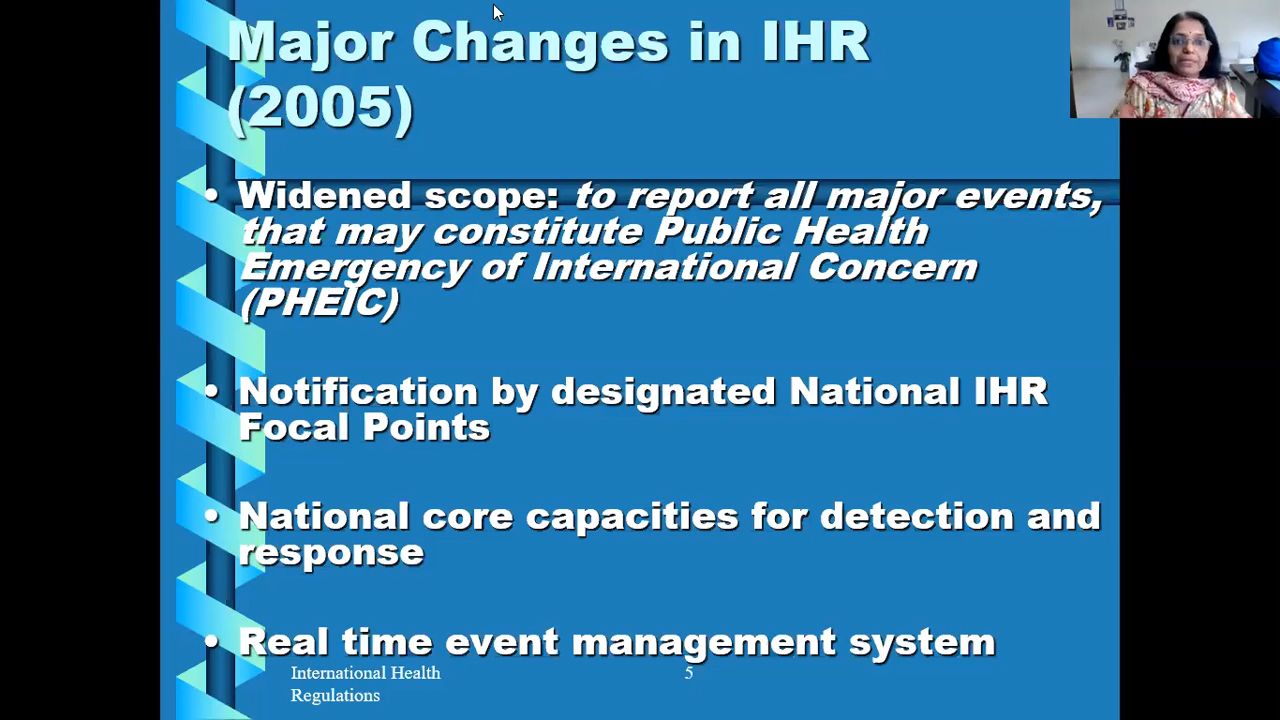 Major Changes in IHR
(2005)
• Widened scope: to report all major events,
that may constitute Public Health
Emergency of International Concern
(PHEIC)
• Notification by designated National IHR
Focal Points
• National core capacities for detection and
response
• Real time event management system
International Health
Regulations
5